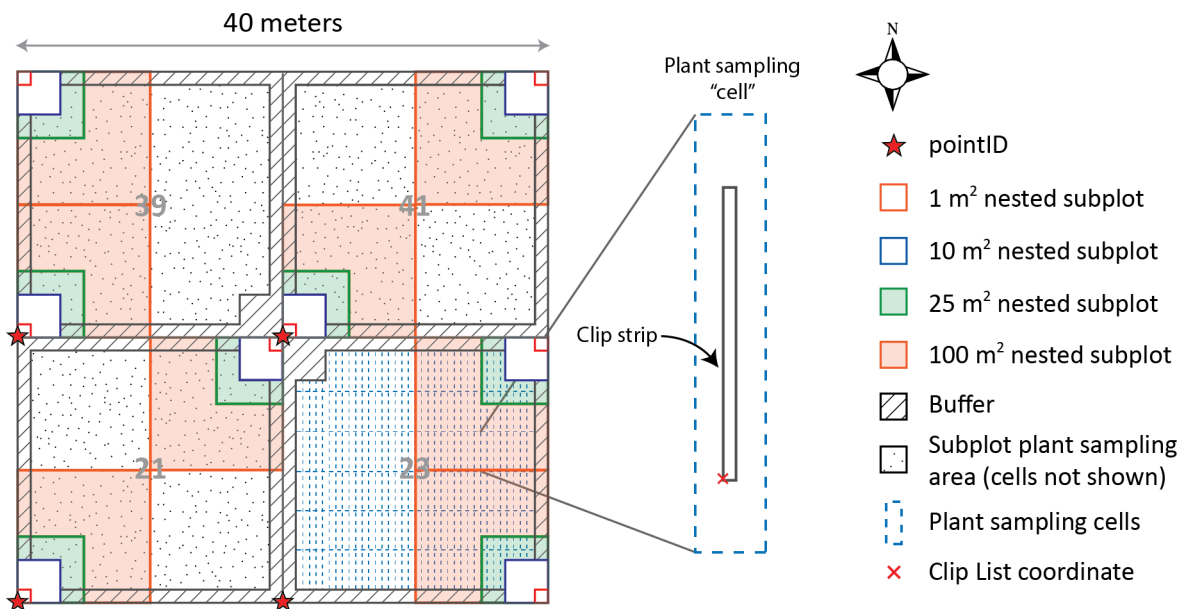 40 meters
39
41
21
23
Plant sampling
“cell”
Clip strip
N
pointID
1 m² nested subplot
10 m² nested subplot
25 m² nested subplot
100 m² nested subplot
Buffer
Subplot plant sampling
area (cells not shown)
Plant sampling cells
Clip List coordinate